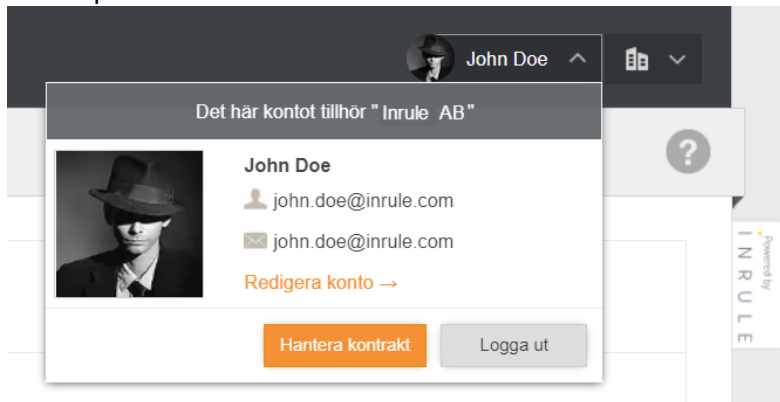 John Doe
Det här kontot tillhör "Inrule AB"
John Doe
john.doe@inrule.com
john.doe@inrule.com
Redigera konto →
Hantera kontrakt
Logga ut
?
Powered by
INRULE